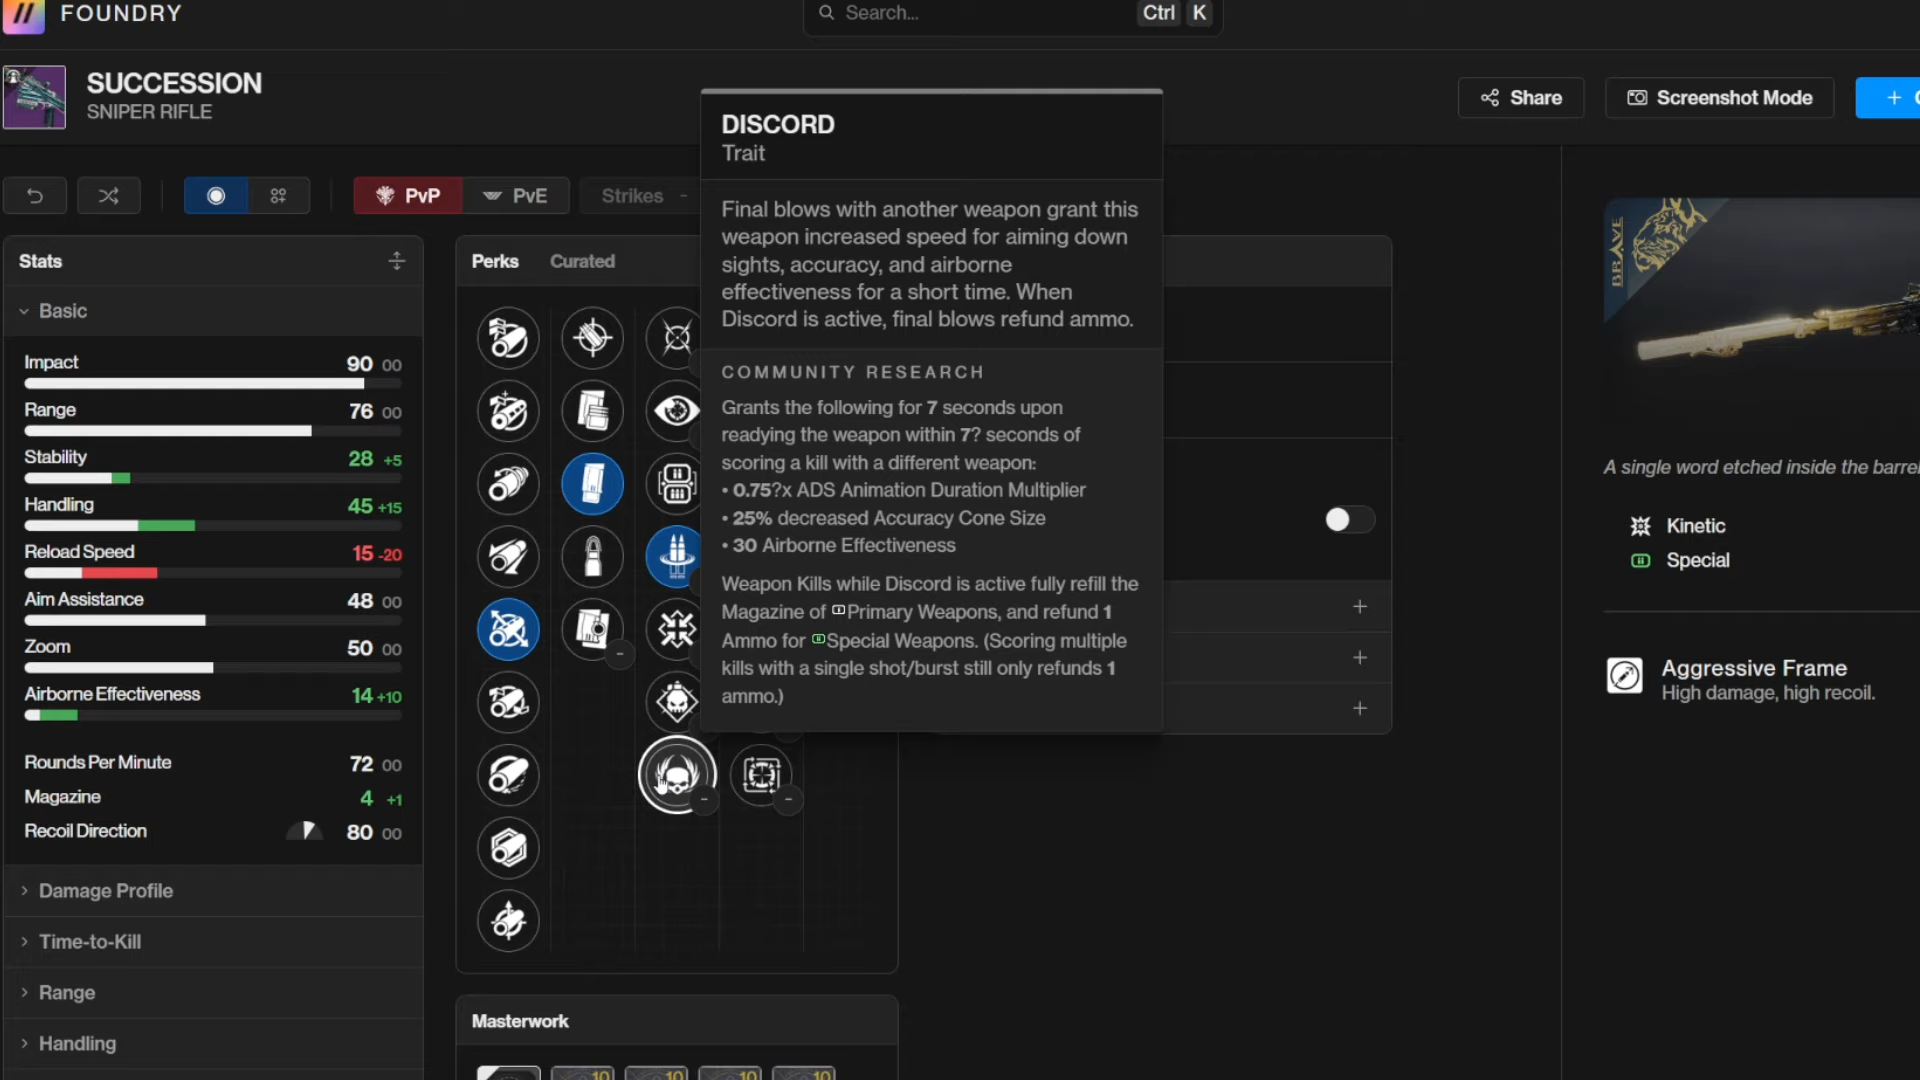 FOUNDRY
Search...
Ctrl K
SUCCESSION
SNIPER RIFLE
Share
Screenshot Mode
PvP
PvE
Strikes
Stats
Basic
Impact 90 00
Range 76 00
Stability 28 +5
Handling 45 +15
Reload Speed 15 -20
Aim Assistance 48 00
Zoom 50 00
Airborne Effectiveness 14 +10
Rounds Per Minute 72 00
Magazine 4 +1
Recoil Direction 80 00
Damage Profile
Time-to-Kill
Range
Handling
Perks Curated
Masterwork
10 10 10 10
DISCORD
Trait
Final blows with another weapon grant this
weapon increased speed for aiming down
sights, accuracy, and airborne
effectiveness for a short time. When
Discord is active, final blows refund ammo.
COMMUNITY RESEARCH
Grants the following for 7 seconds upon
readying the weapon within 7? seconds of
scoring a kill with a different weapon:
• 0.75?x ADS Animation Duration Multiplier
• 25% decreased Accuracy Cone Size
• 30 Airborne Effectiveness
Weapon Kills while Discord is active fully refill the
Magazine of Primary Weapons, and refund 1
Ammo for Special Weapons. (Scoring multiple
kills with a single shot/burst still only refunds 1
ammo.)
BRAVE
A single word etched inside the barrel
Kinetic
Special
Aggressive Frame
High damage, high recoil.